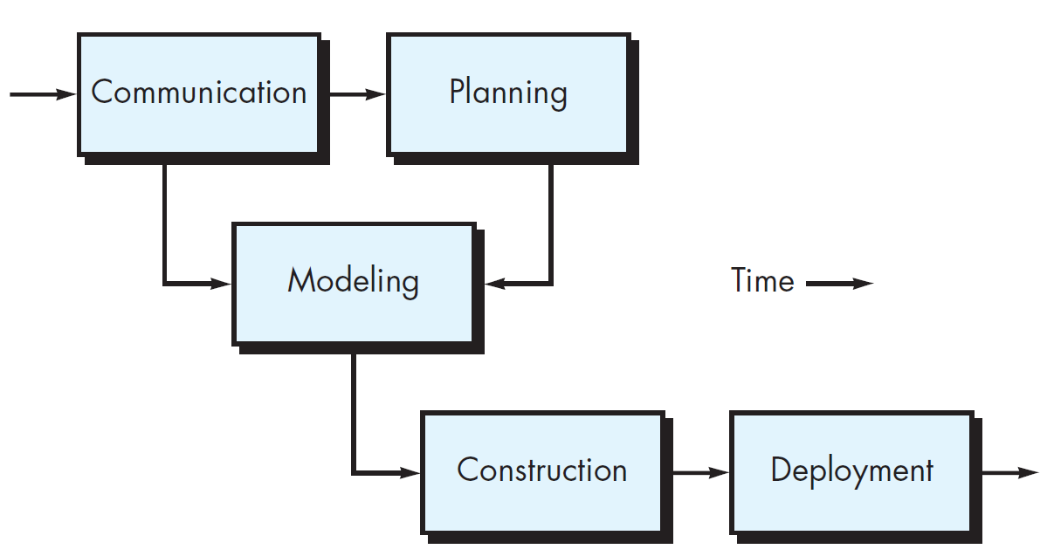 Communication
Planning
Modeling
Time
Construction
Deployment